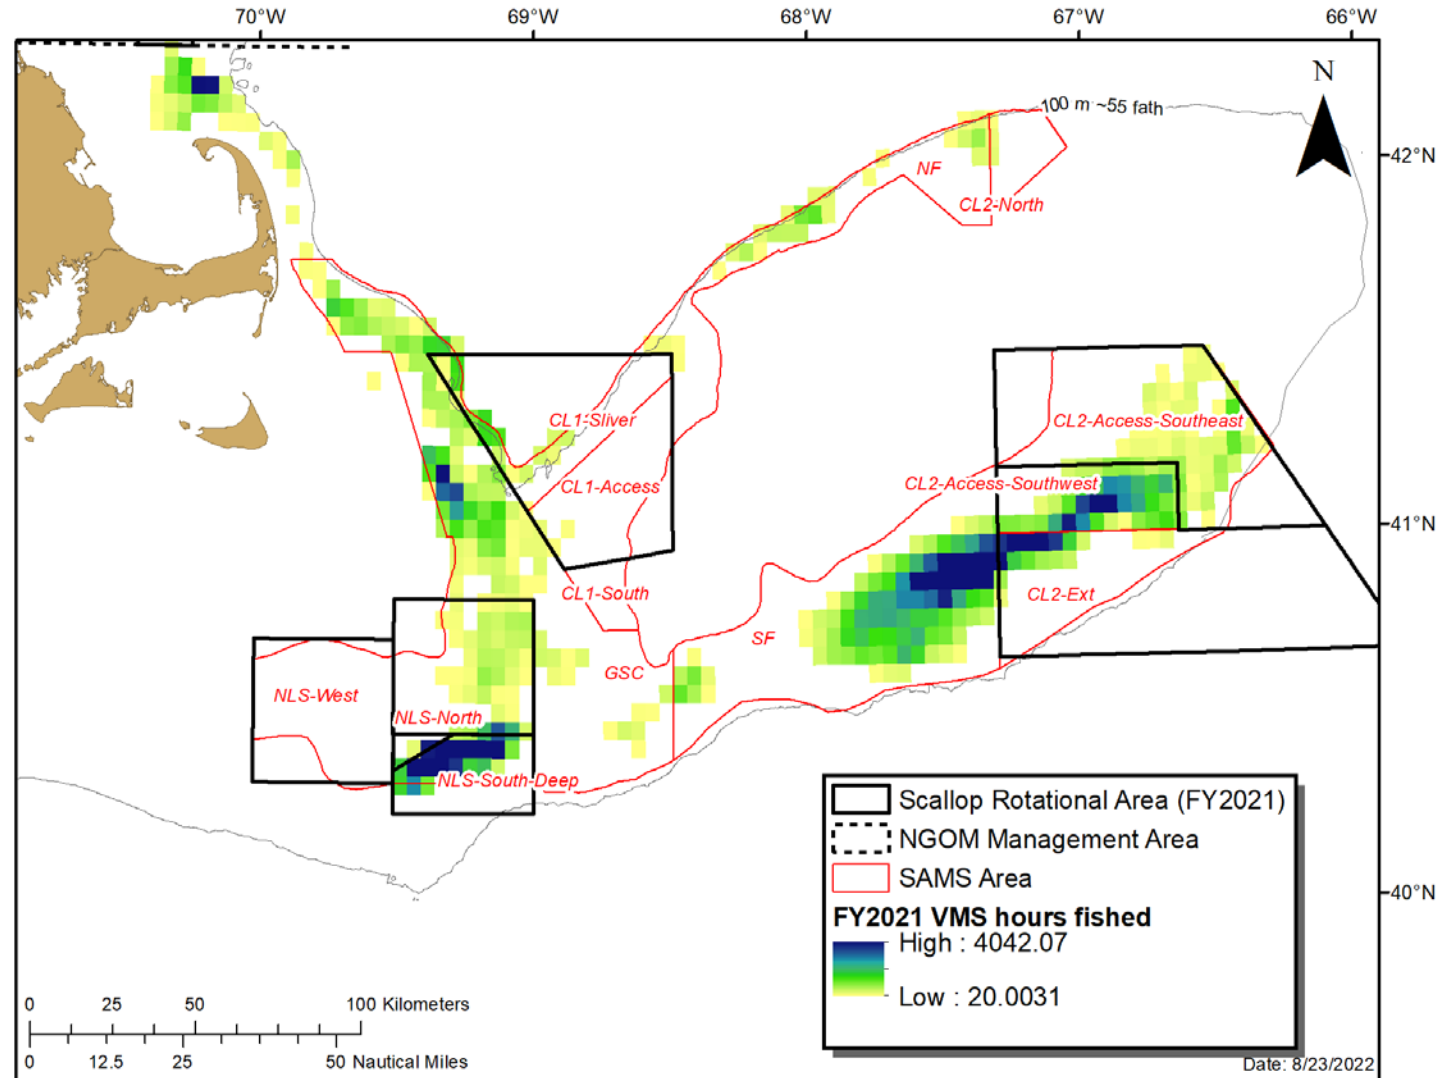 70°W 69°W 68°W 67°W 66°W
N
100 m ~55 fath
42°N
NF
CL2-North
CL1-Sliver
CL2-Access-Southeast
CL1-Access
CL2-Access-Southwest
41°N
CL1-South
CL2-Ext
SF
GSC
NLS-West
NLS-North
NLS-South-Deep
Scallop Rotational Area (FY2021)
NGOM Management Area
SAMS Area
40°N
FY2021 VMS hours fished
High : 4042.07
Low : 20.0031
0 25 50 100 Kilometers
0 12.5 25 50 Nautical Miles
Date: 8/23/2022